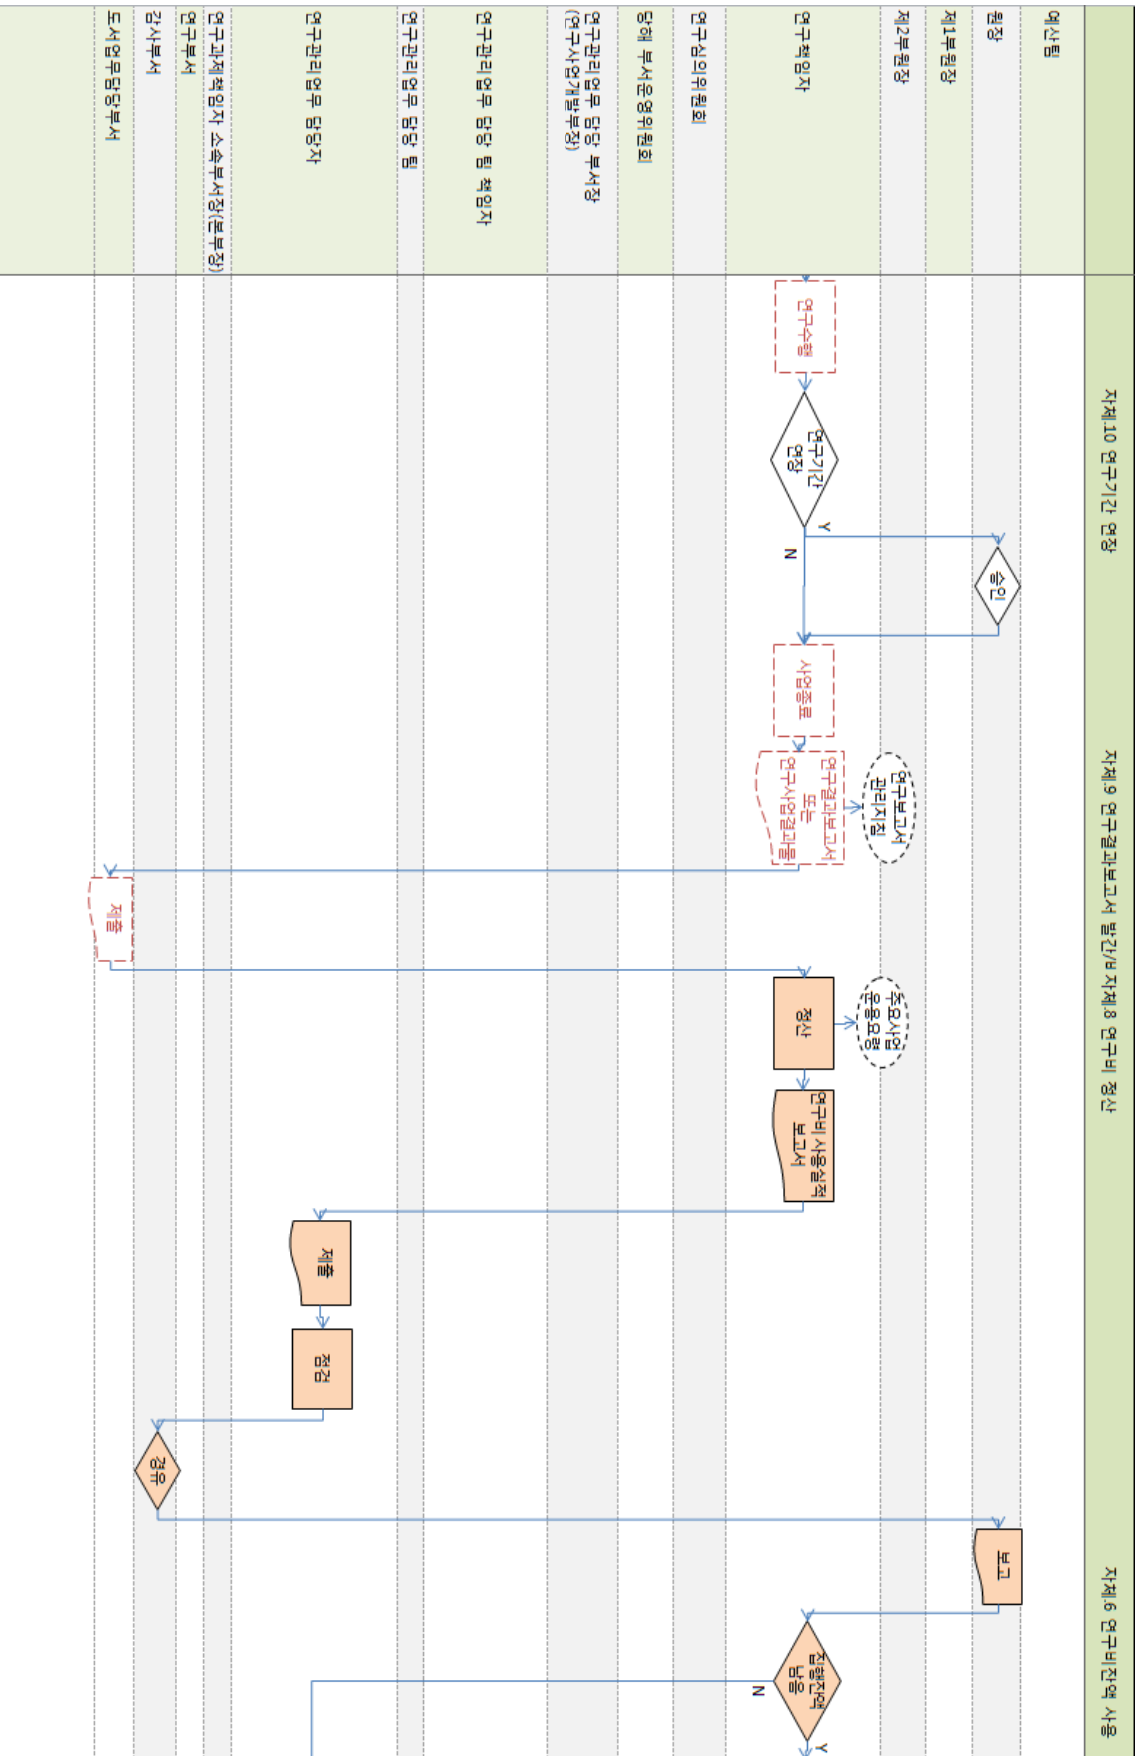 자체.10 연구기간 연장
자체.9 연구결과보고서 발간/비자체.8 연구비 정산
자체.6 연구비잔액 사용
예산팀
원장
제1부원장
제2부원장
연구책임자
연구심의위원회
당해 부서운영위원회
연구관리업무 담당 부서장
(연구사업개발부장)
연구관리업무 담당 팀 책임자
연구관리업무 담당 팀
연구관리업무 담당자
연구과제책임자 소속부서장(본부장)
연구부서
감사부서
도서업무담당부서
연구수행
연구기간
연장
Y
N
승인
사업종료
연구결과보고서
또는
연구사업결과물
연구보고서
관리지침
제출
정산
주요사업
운용요령
연구비 사용실적
보고서
제출
점검
경유
보고
집행잔액
남음
N
Y